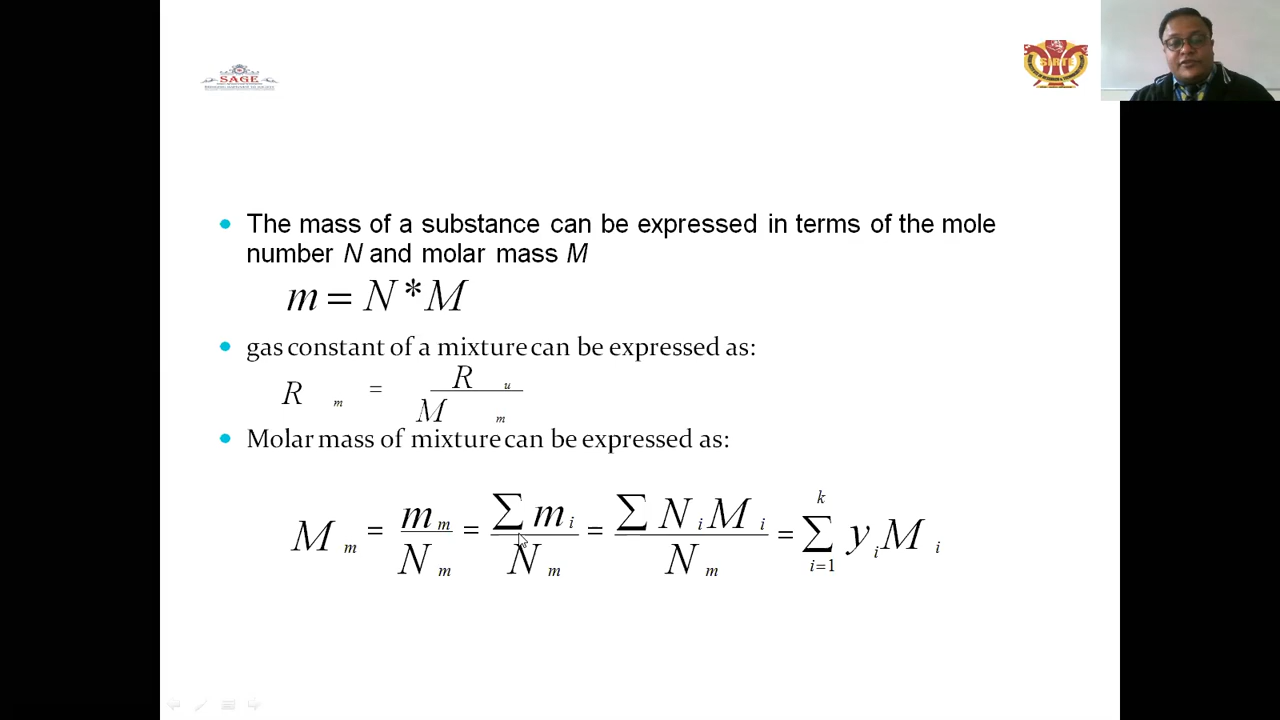 SAGE
SIRTE
• The mass of a substance can be expressed in terms of the mole
number N and molar mass M
m = N * M
• gas constant of a mixture can be expressed as:
R m = R u / M m
• Molar mass of mixture can be expressed as:
M m = m m / N m = ∑ m i / N m = ∑ N i M i / N m = ∑ i=1 k y i M i